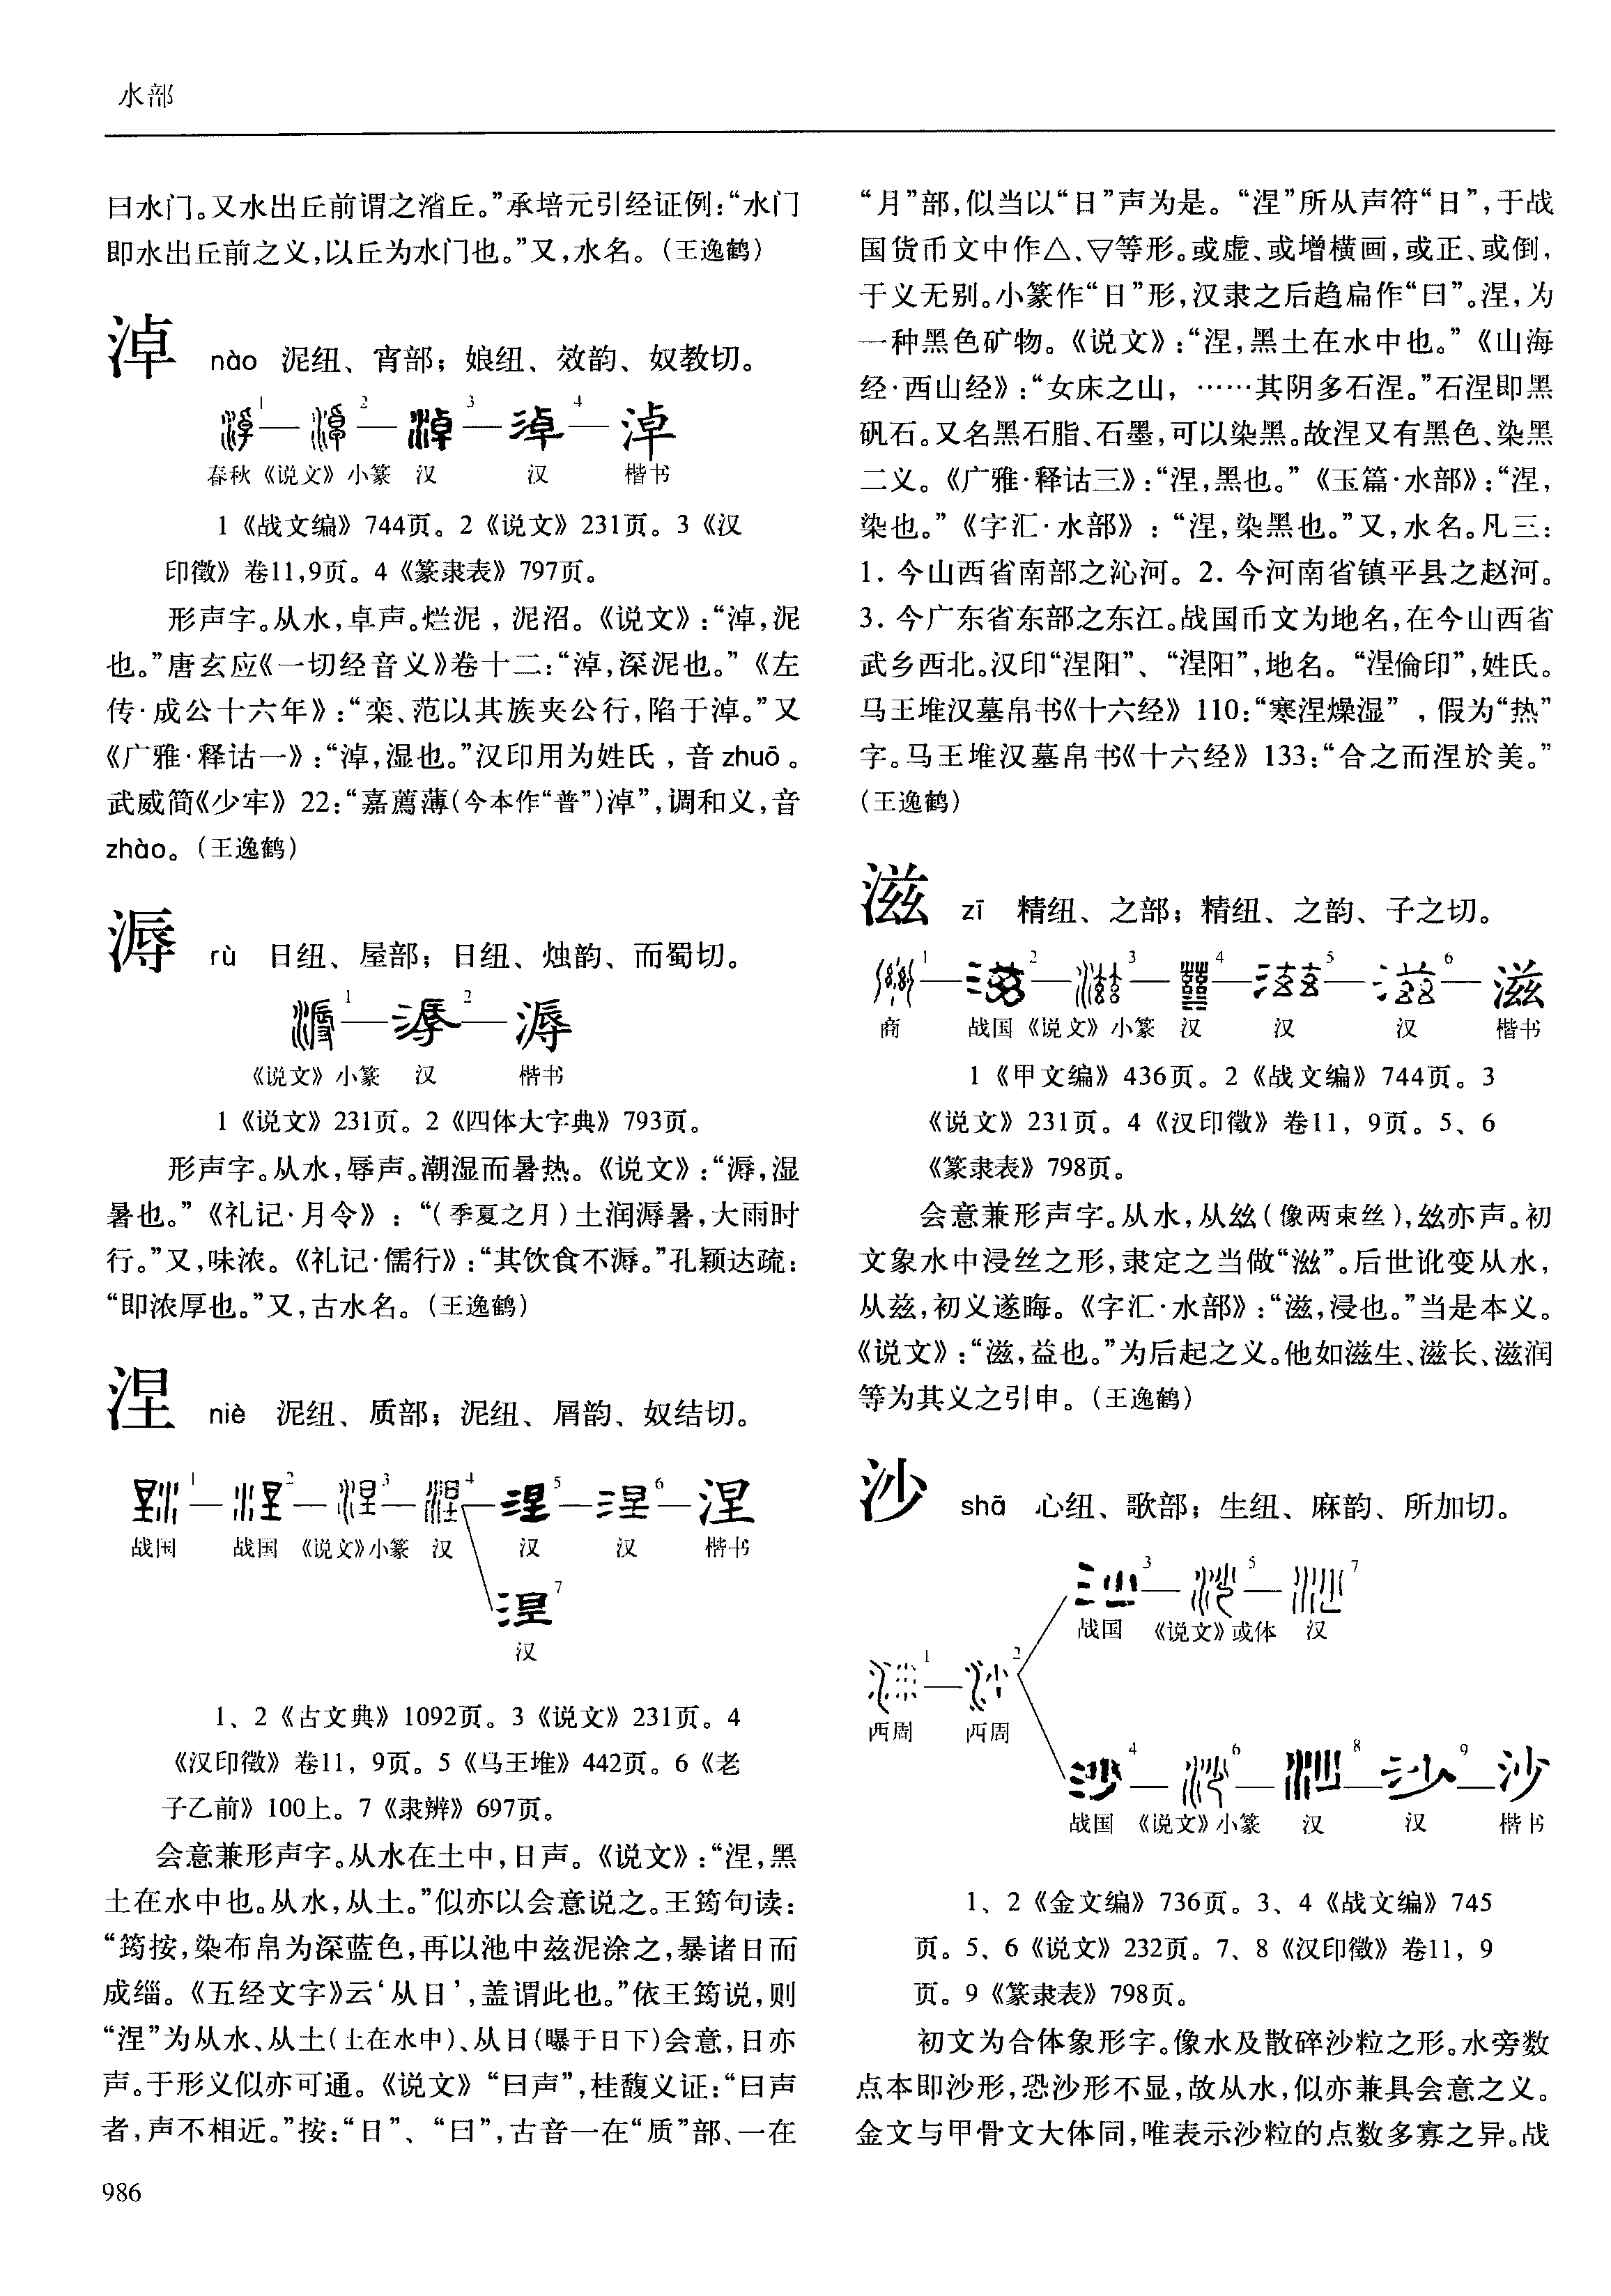 水部
曰水门。又水出丘前谓之渻丘。”承培元引经证例：“水门
即水出丘前之义，以丘为水门也。”又，水名。（王逸鹤）
淖 nào 泥纽、宵部；娘纽、效韵、奴教切。
1 2 3 4 淖
春秋 《说文》小篆 汉 汉 楷书
1《战文编》744页。2《说文》231页。3《汉
印徵》卷11,9页。4《篆隶表》797页。
形声字。从水，卓声。烂泥，泥沼。《说文》：“淖，泥
也。”唐玄应《一切经音义》卷十二：“淖，深泥也。”《左
传·成公十六年》：“栾、范以其族夹公行，陷于淖。”又
《广雅·释诂一》：“淖，湿也。”汉印用为姓氏，音zhuō。
武威简《少牢》22：“嘉薦薄(今本作“普”)淖”，调和义，音
zhào。（王逸鹤）
溽 rù 日纽、屋部；日纽、烛韵、而蜀切。
1 2 溽
《说文》小篆 汉 楷书
1《说文》231页。2《四体大字典》793页。
形声字。从水，辱声。潮湿而暑热。《说文》：“溽，湿
暑也。”《礼记·月令》：“(季夏之月)土润溽暑，大雨时
行。”又，味浓。《礼记·儒行》：“其饮食不溽。”孔颖达疏：
“即浓厚也。”又，古水名。（王逸鹤）
涅 niè 泥纽、质部；泥纽、屑韵、奴结切。
1 2 3 4 5 6 涅
战国 战国 《说文》小篆 汉 汉 汉 楷书
7
汉
1、2《古文典》1092页。3《说文》231页。4
《汉印徵》卷11，9页。5《马王堆》442页。6《老
子乙前》100上。7《隶辨》697页。
会意兼形声字。从水在土中，日声。《说文》：“涅，黑
土在水中也。从水，从土。”似亦以会意说之。王筠句读：
“筠按，染布帛为深蓝色，再以池中兹泥涂之，暴诸日而
成缁。《五经文字》云‘从日’，盖谓此也。”依王筠说，则
“涅”为从水、从土(土在水中)、从日(曝于日下)会意，日亦
声。于形义似亦可通。《说文》“曰声”，桂馥义证：“曰声
者，声不相近。”按：“日”、“曰”，古音一在“质”部、一在
986
“月”部，似当以“日”声为是。“涅”所从声符“日”，于战
国货币文中作△、▽等形。或虚、或增横画，或正、或倒，
于义无别。小篆作“日”形，汉隶之后趋扁作“曰”。涅，为
一种黑色矿物。《说文》：“涅，黑土在水中也。”《山海
经·西山经》：“女床之山，……其阴多石涅。”石涅即黑
矾石。又名黑石脂、石墨，可以染黑。故涅又有黑色、染黑
二义。《广雅·释诂三》：“涅，黑也。”《玉篇·水部》：“涅，
染也。”《字汇·水部》：“涅，染黑也。”又，水名。凡三：
1. 今山西省南部之沁河。2. 今河南省镇平县之赵河。
3. 今广东省东部之东江。战国币文为地名，在今山西省
武乡西北。汉印“涅阳”、“涅阳”，地名。“涅倫印”，姓氏。
马王堆汉墓帛书《十六经》110：“寒涅燥湿”，假为“热”
字。马王堆汉墓帛书《十六经》133：“合之而涅於美。”
（王逸鹤）
滋 zī 精纽、之部；精纽、之韵、子之切。
1 2 3 4 5 6 滋
商 战国 《说文》小篆 汉 汉 汉 楷书
1《甲文编》436页。2《战文编》744页。3
《说文》231页。4《汉印徵》卷11，9页。5、6
《篆隶表》798页。
会意兼形声字。从水，从丝(像两束丝)，丝亦声。初
文象水中浸丝之形，隶定之当做“滋”。后世讹变从水，
从兹，初义遂晦。《字汇·水部》：“滋，浸也。”当是本义。
《说文》：“滋，益也。”为后起之义。他如滋生、滋长、滋润
等为其义之引申。（王逸鹤）
沙 shā 心纽、歌部；生纽、麻韵、所加切。
3 5 7
战国 《说文》或体 汉
1 2
西周 西周
4 6 8 9 沙
战国 《说文》小篆 汉 汉 楷书
1、2《金文编》736页。3、4《战文编》745
页。5、6《说文》232页。7、8《汉印徵》卷11，9
页。9《篆隶表》798页。
初文为合体象形字。像水及散碎沙粒之形。水旁数
点本即沙形，恐沙形不显，故从水，似亦兼具会意之义。
金文与甲骨文大体同，唯表示沙粒的点数多寡之异。战